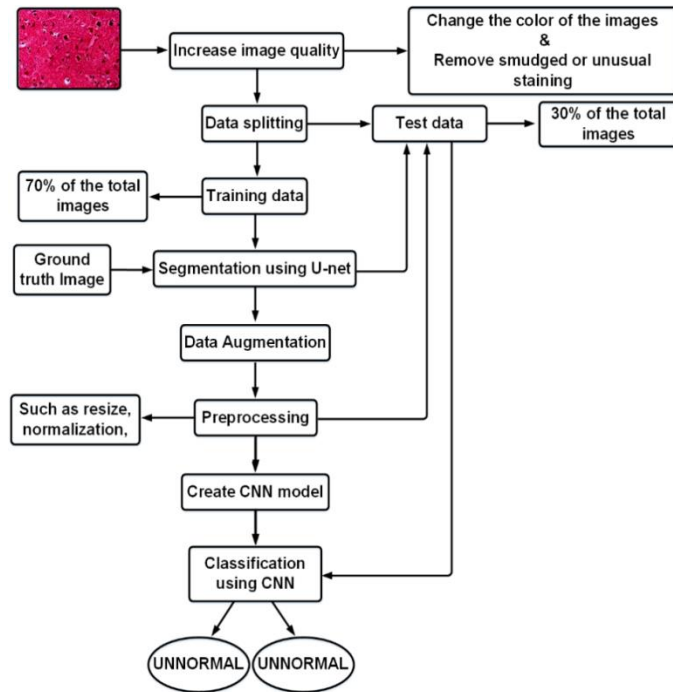 Increase image quality
Change the color of the images
&
Remove smudged or unusual
staining
Data splitting
Test data
30% of the total
images
70% of the total
images
Training data
Ground
truth Image
Segmentation using U-net
Data Augmentation
Such as resize,
normalization,
Preprocessing
Create CNN model
Classification
using CNN
UNNORMAL
UNNORMAL